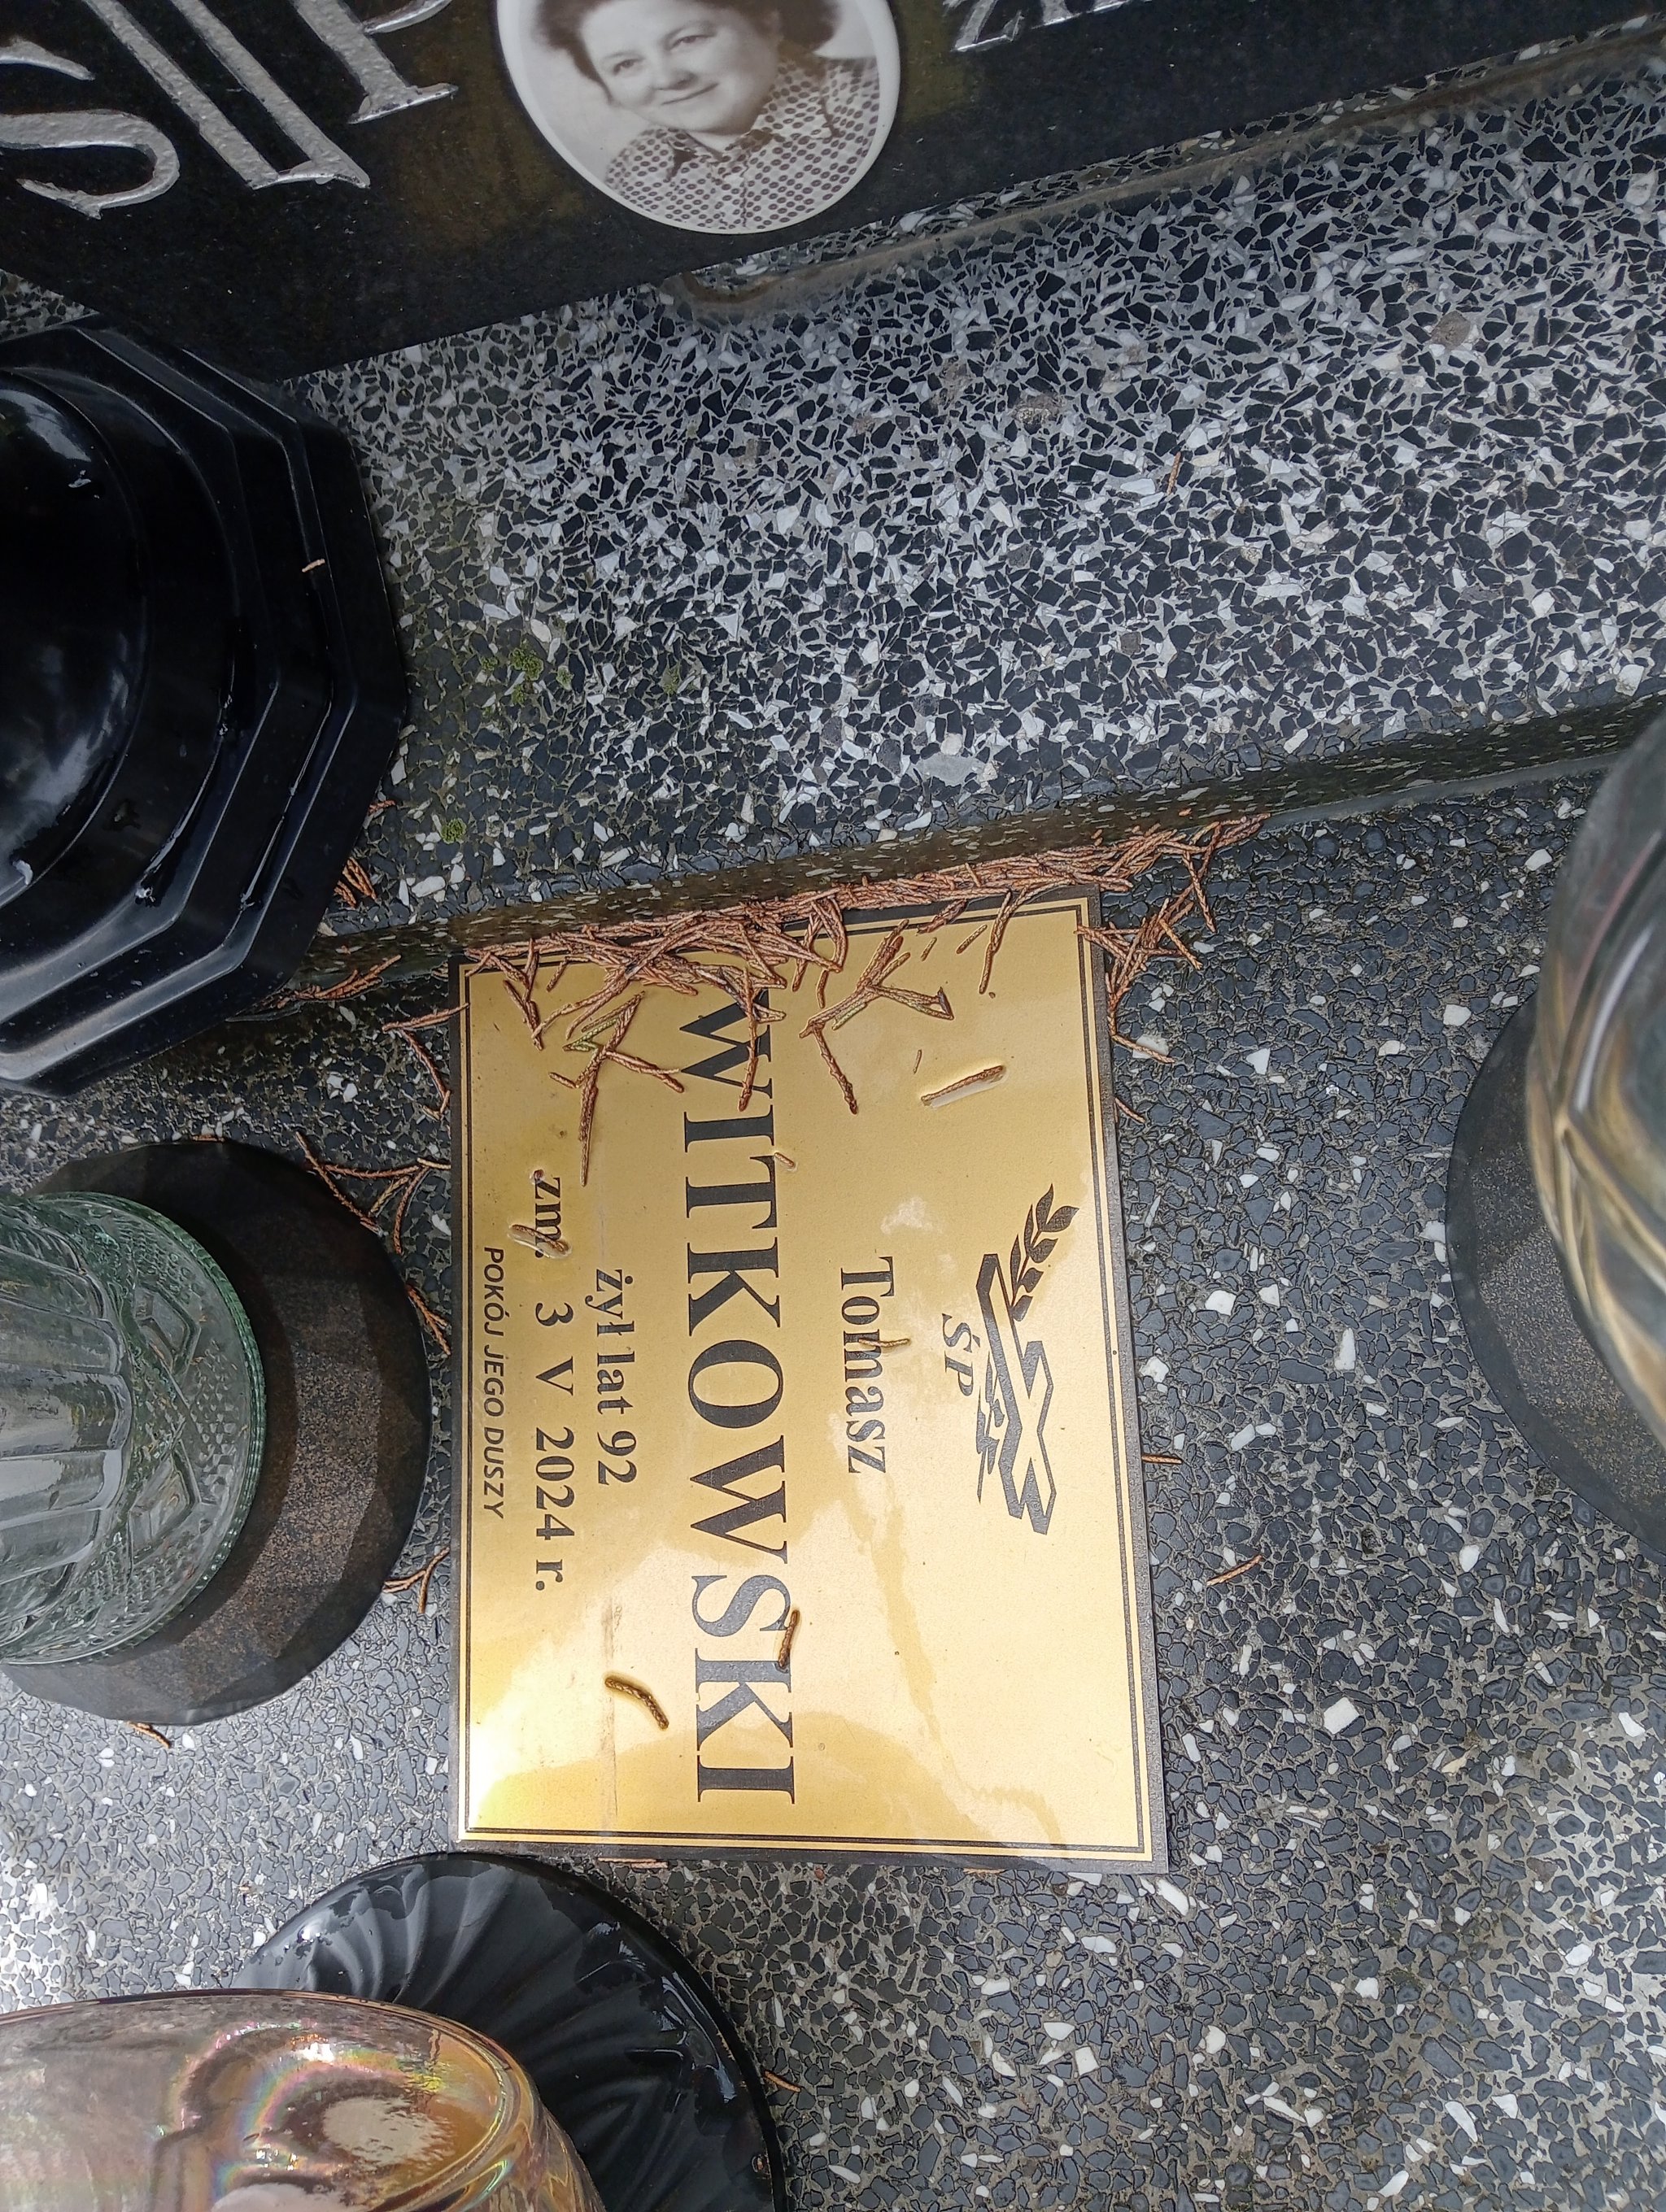 ŚP
Tomasz
WITKOWSKI
żył lat 92
zm. 3 V 2024 r.
POKÓJ JEGO DUSZY